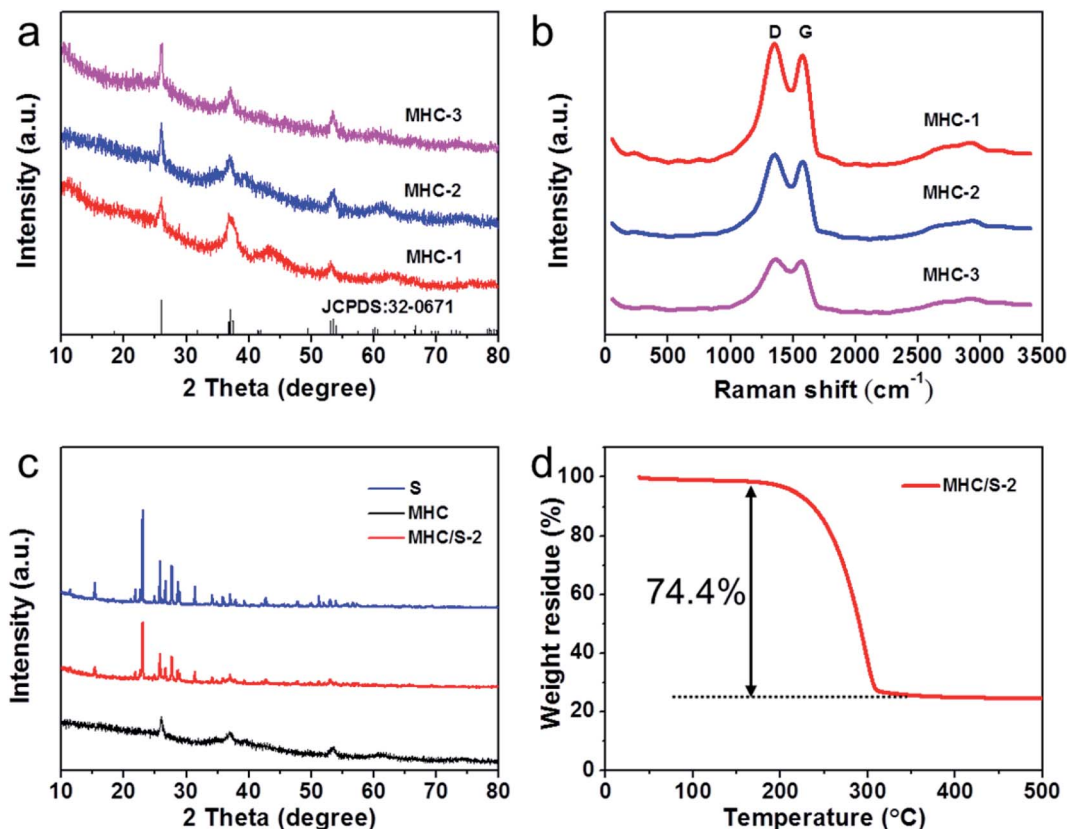 a
MHC-3
MHC-2
MHC-1
JCPDS:32-0671
Intensity (a.u.)
10 20 30 40 50 60 70 80
2 Theta (degree)
b
D G
MHC-1
MHC-2
MHC-3
Intensity (a.u.)
0 500 1000 1500 2000 2500 3000 3500
Raman shift (cm⁻¹)
c
S
MHC
MHC/S-2
Intensity (a.u.)
10 20 30 40 50 60 70 80
2 Theta (degree)
d
MHC/S-2
74.4%
Weight residue (%)
100
80
60
40
20
0
0 100 200 300 400 500
Temperature (°C)